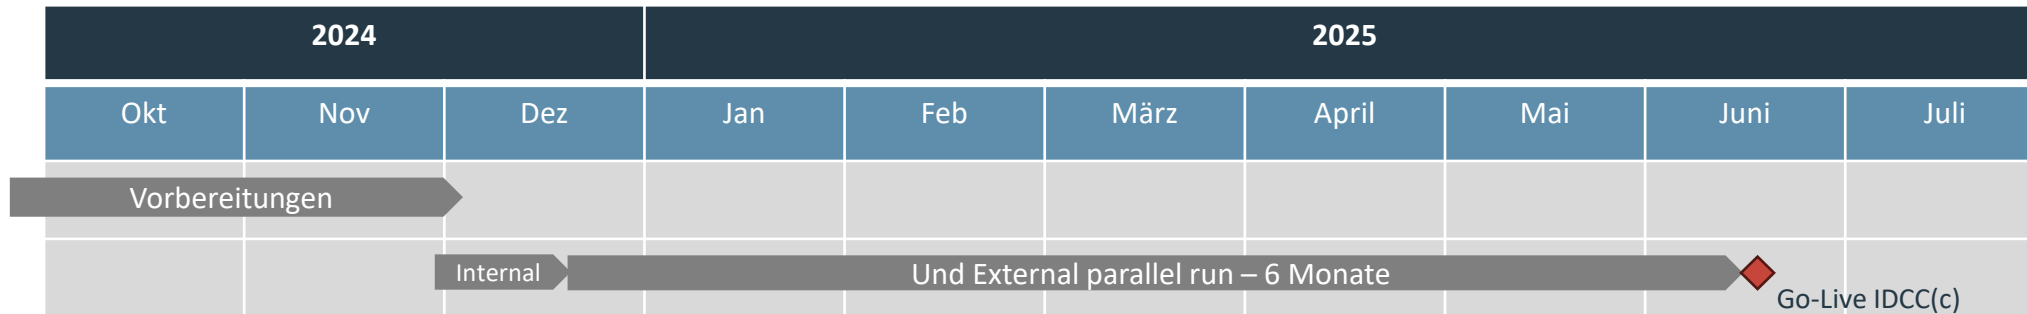 2024 2025
Okt Nov Dez Jan Feb März April Mai Juni Juli
Vorbereitungen
Internal Und External parallel run – 6 Monate
Go-Live IDCC(c)